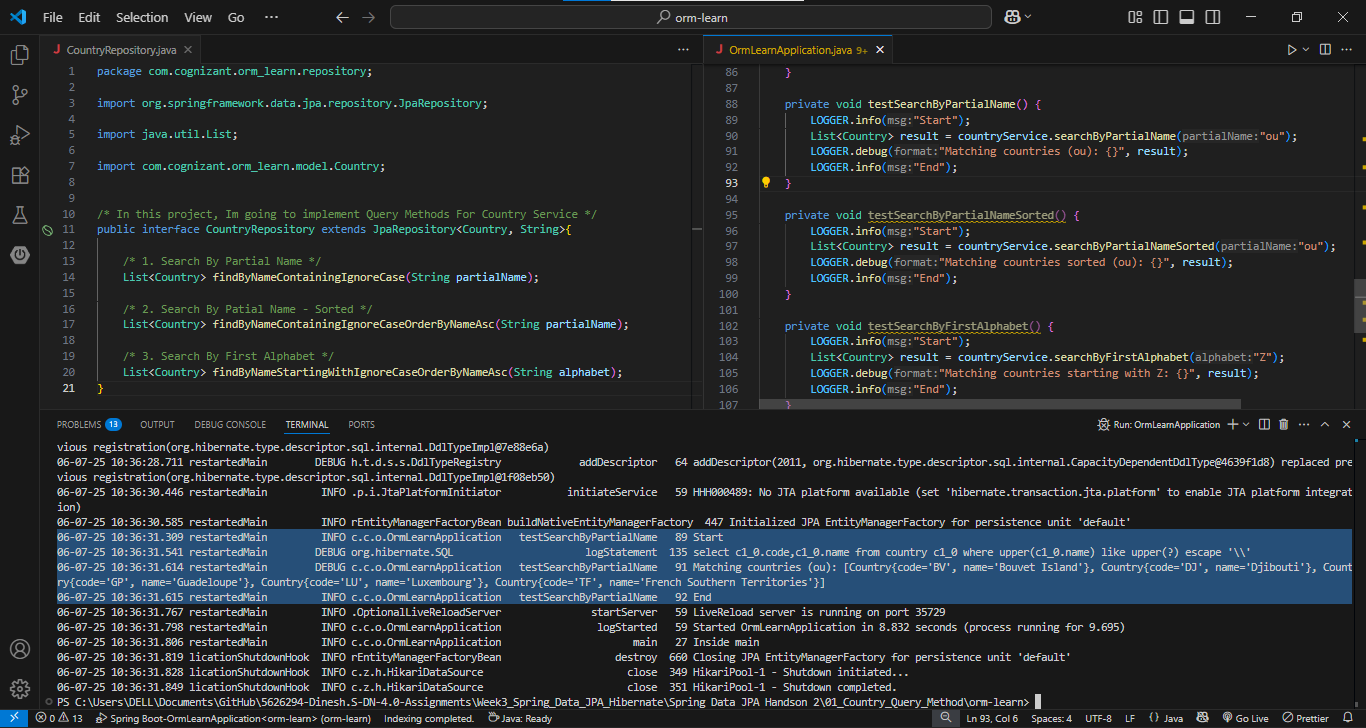 File Edit Selection View Go ··· orm-learn
CountryRepository.java
OrmLearnApplication.java 9+
1 package com.cognizant.orm_learn.repository;
2
3 import org.springframework.data.jpa.repository.JpaRepository;
4
5 import java.util.List;
6
7 import com.cognizant.orm_learn.model.Country;
8
9
10 /* In this project, Im going to implement Query Methods For Country Service */
11 public interface CountryRepository extends JpaRepository<Country, String>{
12
13 /* 1. Search By Partial Name */
14 List<Country> findByNameContainingIgnoreCase(String partialName);
15
16 /* 2. Search By Patial Name - Sorted */
17 List<Country> findByNameContainingIgnoreCaseOrderByNameAsc(String partialName);
18
19 /* 3. Search By First Alphabet */
20 List<Country> findByNameStartingWithIgnoreCaseOrderByNameAsc(String alphabet);
21 }
86 }
87
88 private void testSearchByPartialName() {
89 LOGGER.info(msg:"Start");
90 List<Country> result = countryService.searchByPartialName(partialName:"ou");
91 LOGGER.debug(format:"Matching countries (ou): {}", result);
92 LOGGER.info(msg:"End");
93 }
94
95 private void testSearchByPartialNameSorted() {
96 LOGGER.info(msg:"Start");
97 List<Country> result = countryService.searchByPartialNameSorted(partialName:"ou");
98 LOGGER.debug(format:"Matching countries sorted (ou): {}", result);
99 LOGGER.info(msg:"End");
100 }
101
102 private void testSearchByFirstAlphabet() {
103 LOGGER.info(msg:"Start");
104 List<Country> result = countryService.searchByFirstAlphabet(alphabet:"Z");
105 LOGGER.debug(format:"Matching countries starting with Z: {}", result);
106 LOGGER.info(msg:"End");
107 }
PROBLEMS 13 OUTPUT DEBUG CONSOLE TERMINAL PORTS Run: OrmLearnApplication
vious registration(org.hibernate.type.descriptor.sql.internal.DdlTypeImpl@7e88e6a)
06-07-25 10:36:28.711 restartedMain DEBUG h.t.d.s.s.DdlTypeRegistry addDescriptor 64 addDescriptor(2011, org.hibernate.type.descriptor.sql.internal.CapacityDependentDdlType@4639f1d8) replaced pre
vious registration(org.hibernate.type.descriptor.sql.internal.DdlTypeImpl@1f08eb50)
06-07-25 10:36:30.446 restartedMain INFO .p.i.JtaPlatformInitiator initiateService 59 HHH000489: No JTA platform available (set 'hibernate.transaction.jta.platform' to enable JTA platform integrat
ion)
06-07-25 10:36:30.585 restartedMain INFO rEntityManagerFactoryBean buildNativeEntityManagerFactory 447 Initialized JPA EntityManagerFactory for persistence unit 'default'
06-07-25 10:36:31.309 restartedMain INFO c.c.o.OrmLearnApplication testSearchByPartialName 89 Start
06-07-25 10:36:31.541 restartedMain DEBUG org.hibernate.SQL logStatement 135 select c1_0.code,c1_0.name from country c1_0 where upper(c1_0.name) like upper(?) escape '\\'
06-07-25 10:36:31.614 restartedMain DEBUG c.c.o.OrmLearnApplication testSearchByPartialName 91 Matching countries (ou): [Country{code='BV', name='Bouvet Island'}, Country{code='DJ', name='Djibouti'}, Count
ry{code='GP', name='Guadeloupe'}, Country{code='LU', name='Luxembourg'}, Country{code='TF', name='French Southern Territories'}]
06-07-25 10:36:31.615 restartedMain INFO c.c.o.OrmLearnApplication testSearchByPartialName 92 End
06-07-25 10:36:31.767 restartedMain INFO .OptionalLiveReloadServer startServer 59 LiveReload server is running on port 35729
06-07-25 10:36:31.798 restartedMain INFO c.c.o.OrmLearnApplication logStarted 59 Started OrmLearnApplication in 8.832 seconds (process running for 9.695)
06-07-25 10:36:31.806 restartedMain INFO c.c.o.OrmLearnApplication main 27 Inside main
06-07-25 10:36:31.819 licationShutdownHook INFO rEntityManagerFactoryBean destroy 660 Closing JPA EntityManagerFactory for persistence unit 'default'
06-07-25 10:36:31.828 licationShutdownHook INFO c.z.h.HikariDataSource close 349 HikariPool-1 - Shutdown initiated...
06-07-25 10:36:31.849 licationShutdownHook INFO c.z.h.HikariDataSource close 351 HikariPool-1 - Shutdown completed.
PS C:\Users\DELL\Documents\GitHub\5626294-Dinesh.S-DN-4.0-Assignments\Week3_Spring_Data_JPA_Hibernate\Spring Data JPA Handson 2\01_Country_Query_Method\orm-learn>
0 13 Spring Boot-OrmLearnApplication<orm-learn> (orm-learn) Indexing completed. Java: Ready Ln 93, Col 6 Spaces: 4 UTF-8 LF {} Java Go Live Prettier